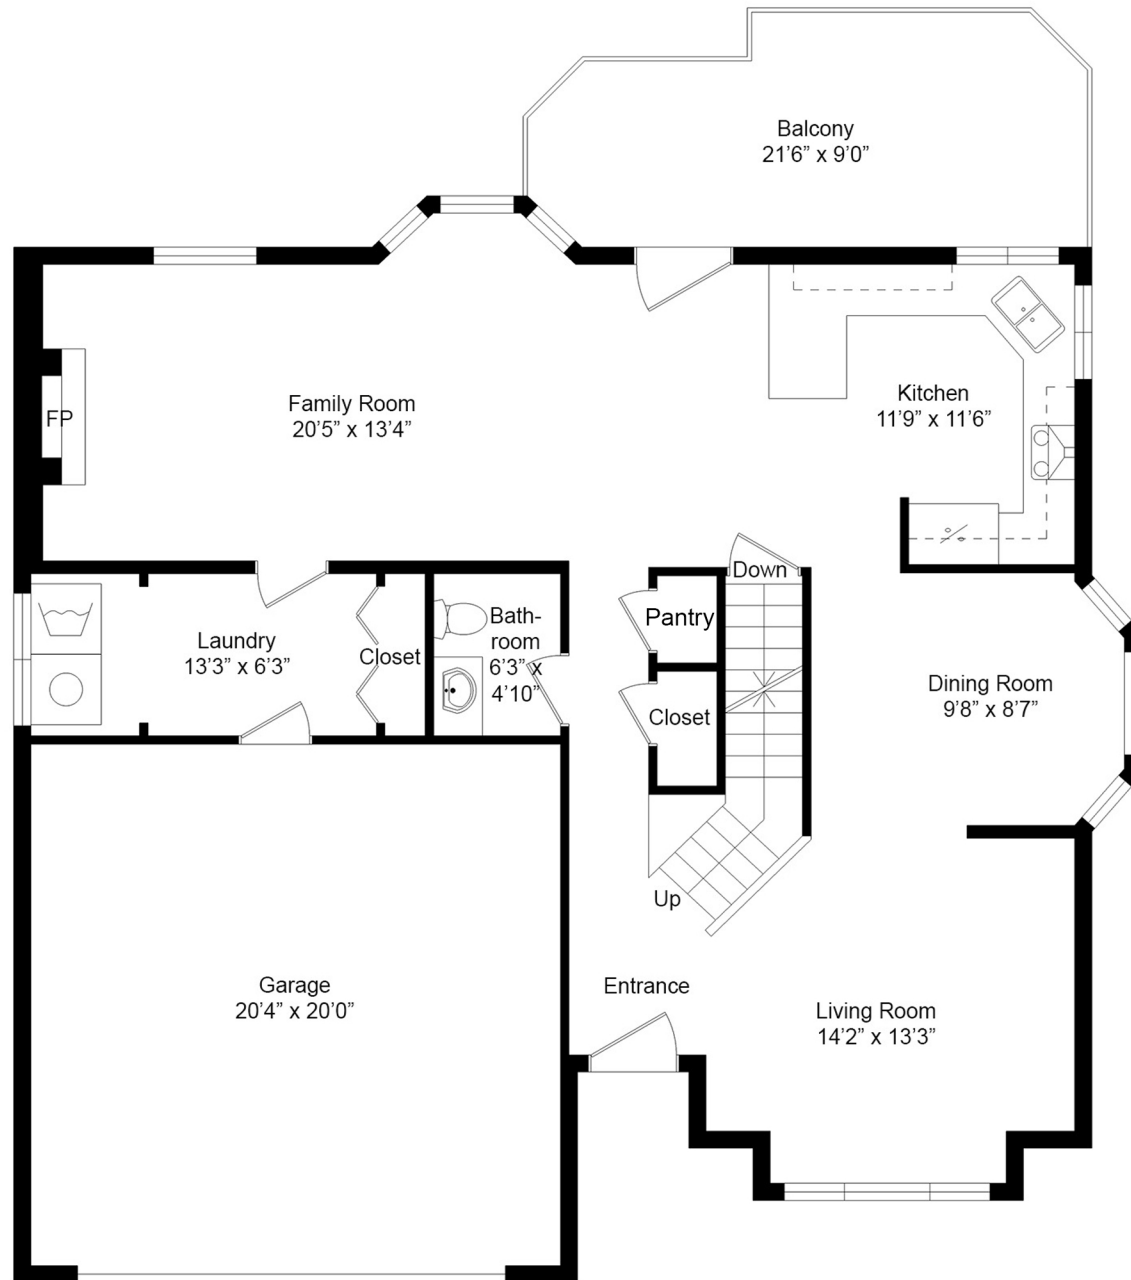 Balcony
21’6” x 9’0”
Family Room
20’5” x 13’4”
FP
Kitchen
11’9” x 11’6”
Down
Pantry
Closet
Laundry
13’3” x 6’3”
Closet
Bath-
room
6’3” x
4’10”
Dining Room
9’8” x 8’7”
Up
Entrance
Garage
20’4” x 20’0”
Living Room
14’2” x 13’3”